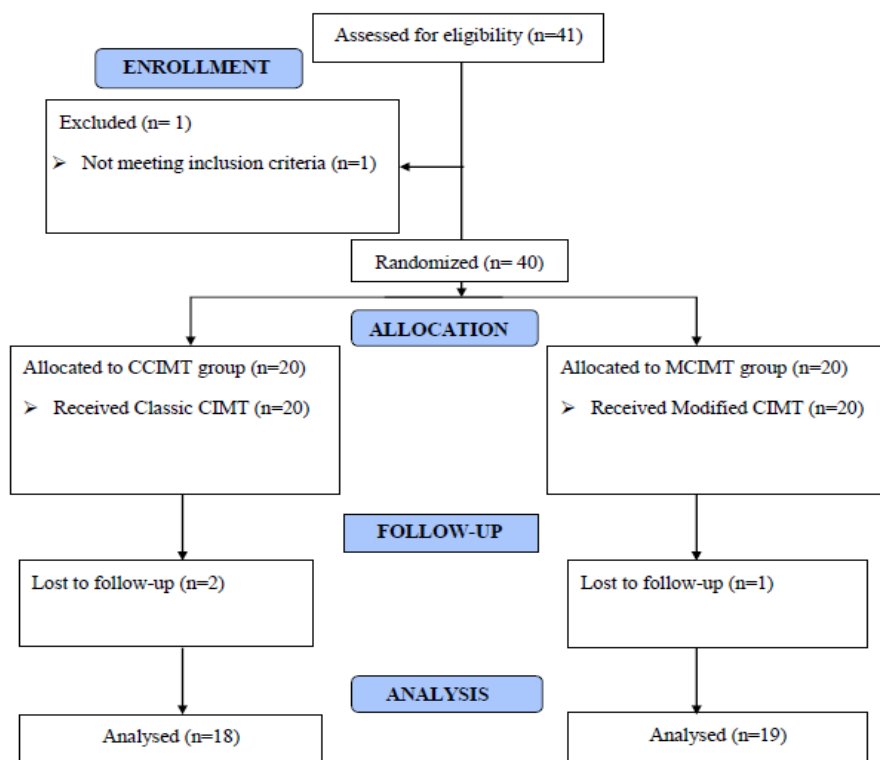 Assessed for eligibility (n=41)
ENROLLMENT
Excluded (n= 1)
➢ Not meeting inclusion criteria (n=1)
Randomized (n= 40)
ALLOCATION
Allocated to CCIMT group (n=20)
➢ Received Classic CIMT (n=20)
Allocated to MCIMT group (n=20)
➢ Received Modified CIMT (n=20)
FOLLOW-UP
Lost to follow-up (n=2)
Lost to follow-up (n=1)
ANALYSIS
Analysed (n=18)
Analysed (n=19)